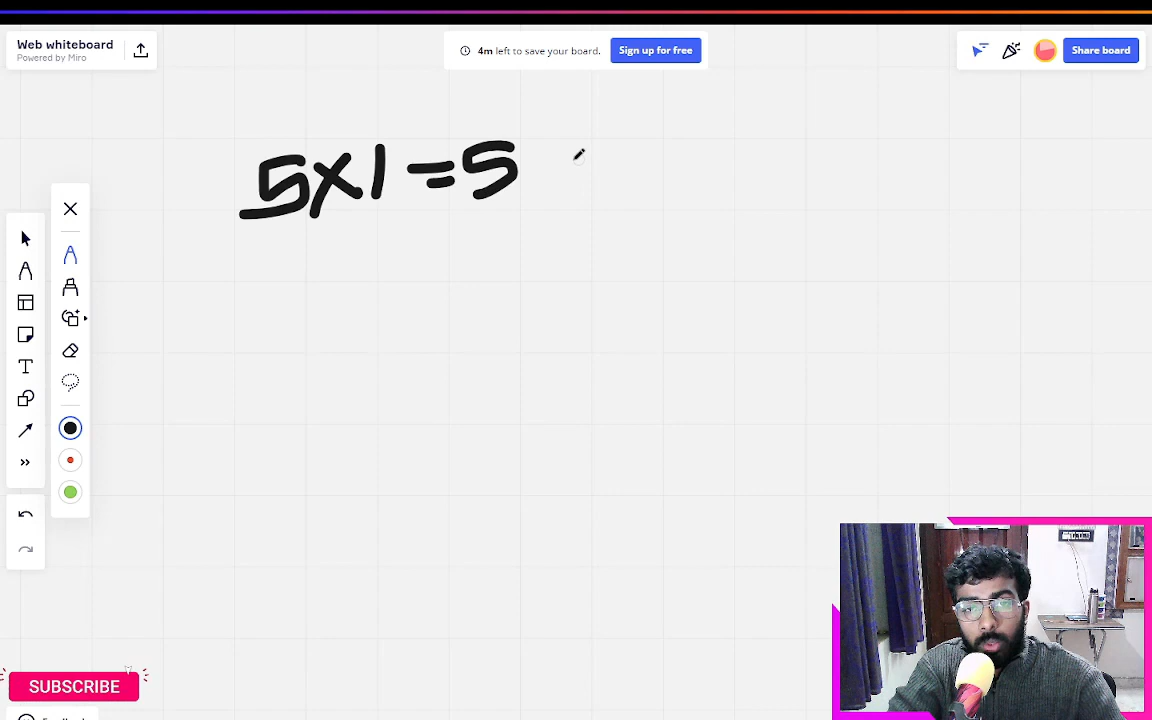 Web whiteboard
Powered by Miro
4m left to save your board. Sign up for free
Share board
5x1=5
T
SUBSCRIBE